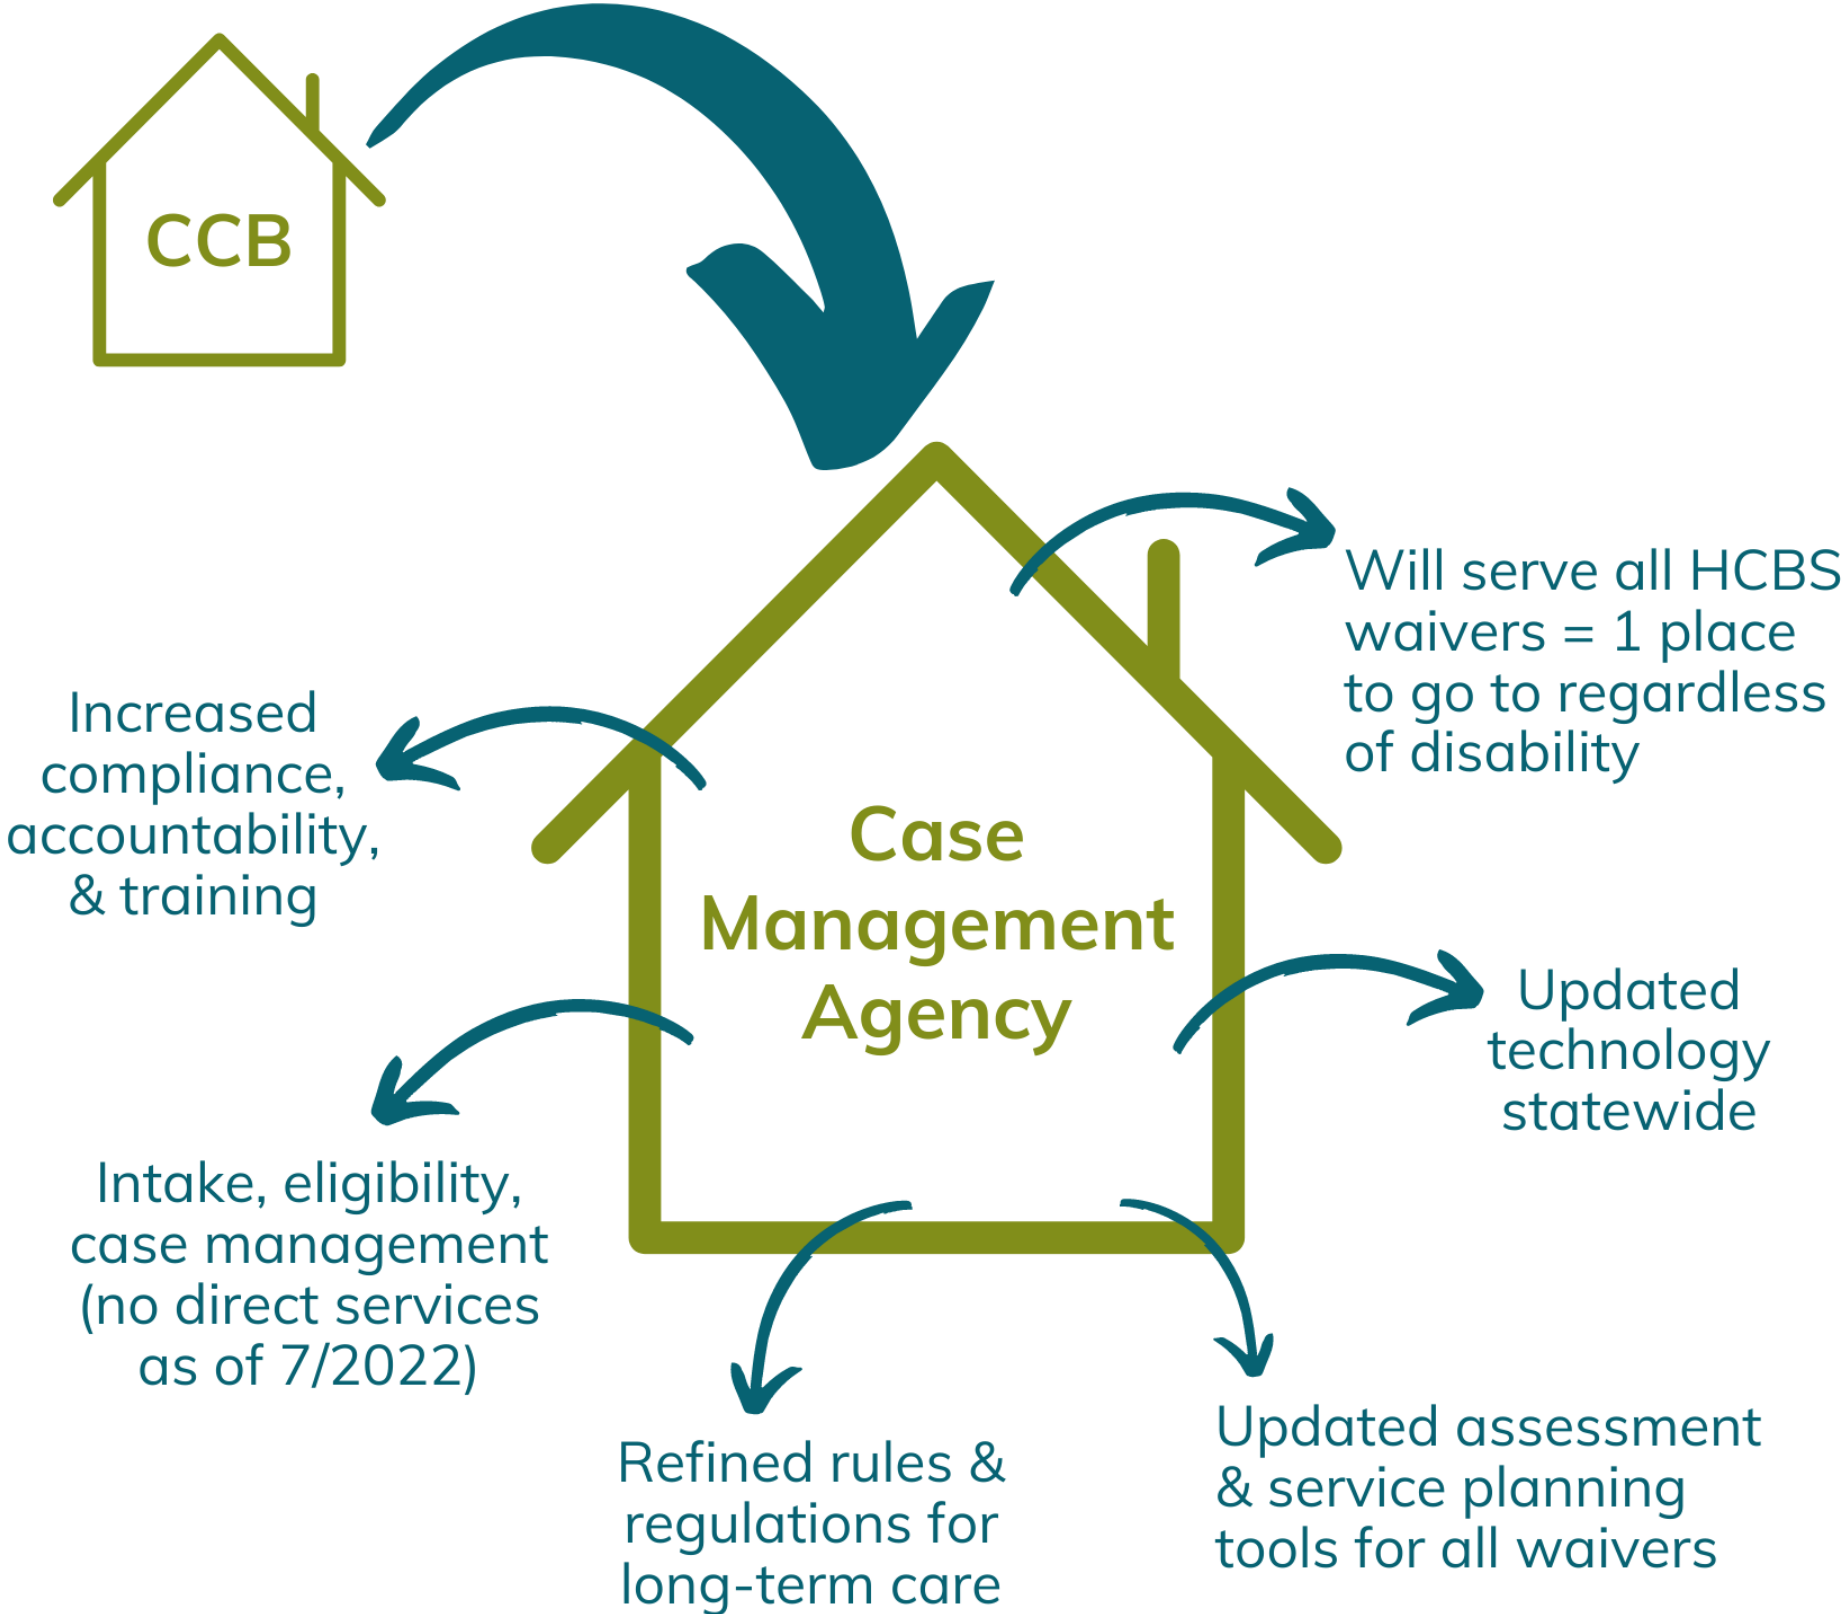 CCB
Will serve all HCBS
waivers = 1 place
to go to regardless
of disability
Increased
compliance,
accountability,
& training
Case
Management
Agency
Updated
technology
statewide
Intake, eligibility,
case management
(no direct services
as of 7/2022)
Refined rules &
regulations for
long-term care
Updated assessment
& service planning
tools for all waivers